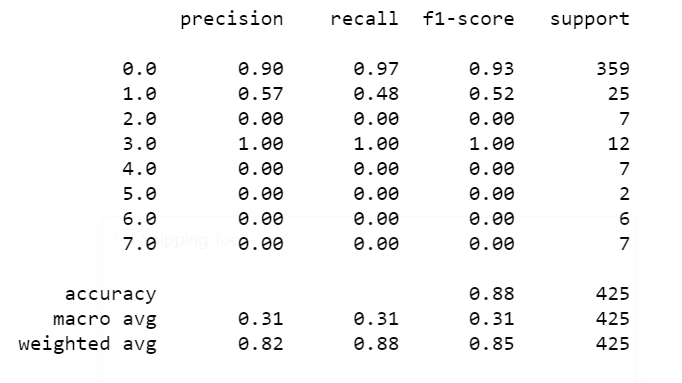 precision recall f1-score support
0.0 0.90 0.97 0.93 359
1.0 0.57 0.48 0.52 25
2.0 0.00 0.00 0.00 7
3.0 1.00 1.00 1.00 12
4.0 0.00 0.00 0.00 7
5.0 0.00 0.00 0.00 2
6.0 0.00 0.00 0.00 6
7.0 0.00 0.00 0.00 7
accuracy 0.88 425
macro avg 0.31 0.31 0.31 425
weighted avg 0.82 0.88 0.85 425